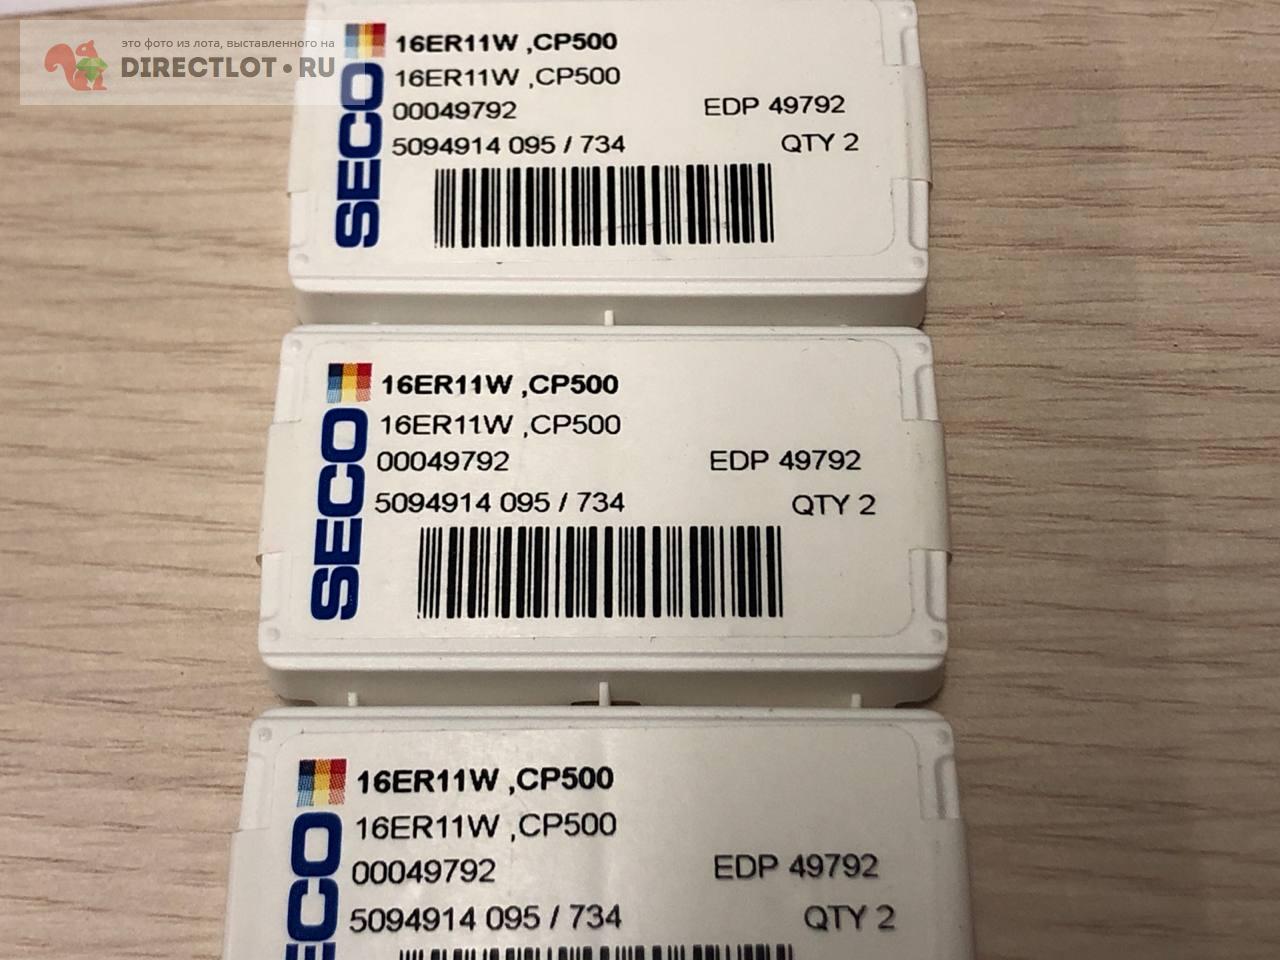 это фото из лота, выставленного на
DIRECTLOT•RU
SECO
16ER11W ,CP500
16ER11W ,CP500
00049792 EDP 49792
5094914 095 / 734 QTY 2
SECO
16ER11W ,CP500
16ER11W ,CP500
00049792 EDP 49792
5094914 095 / 734 QTY 2
ECO
16ER11W ,CP500
16ER11W ,CP500
00049792 EDP 49792
5094914 095 / 734 QTY 2